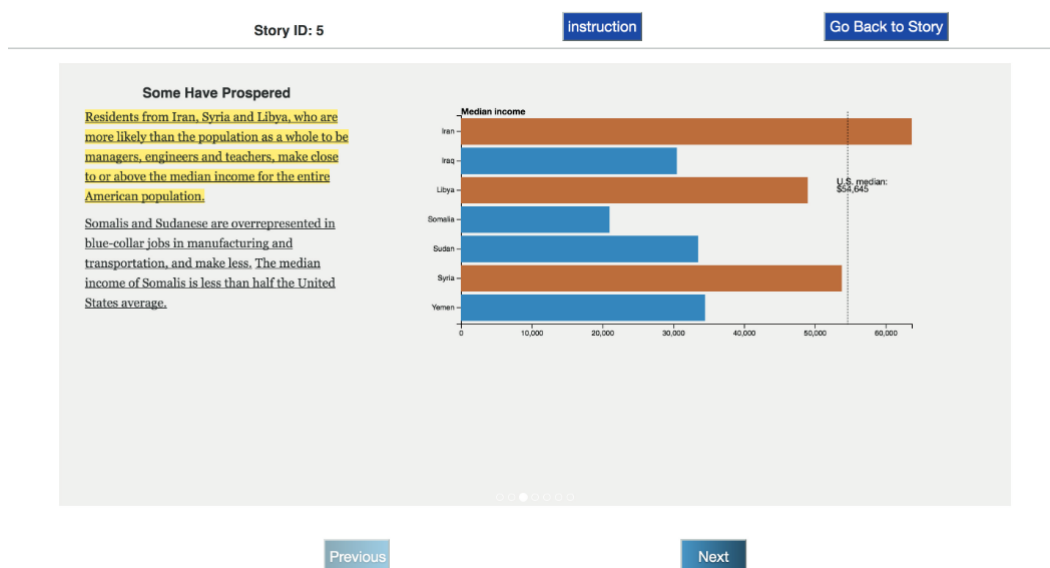 Story ID: 5
instruction
Go Back to Story
Some Have Prospered
Residents from Iran, Syria and Libya, who are
more likely than the population as a whole to be
managers, engineers and teachers, make close
to or above the median income for the entire
American population.
Somalis and Sudanese are overrepresented in
blue-collar jobs in manufacturing and
transportation, and make less. The median
income of Somalis is less than half the United
States average.
Median income
Iran
Iraq
Libya
Somalia
Sudan
Syria
Yemen
U.S. median:
$54,645
0
10,000
20,000
30,000
40,000
50,000
60,000
Previous
Next